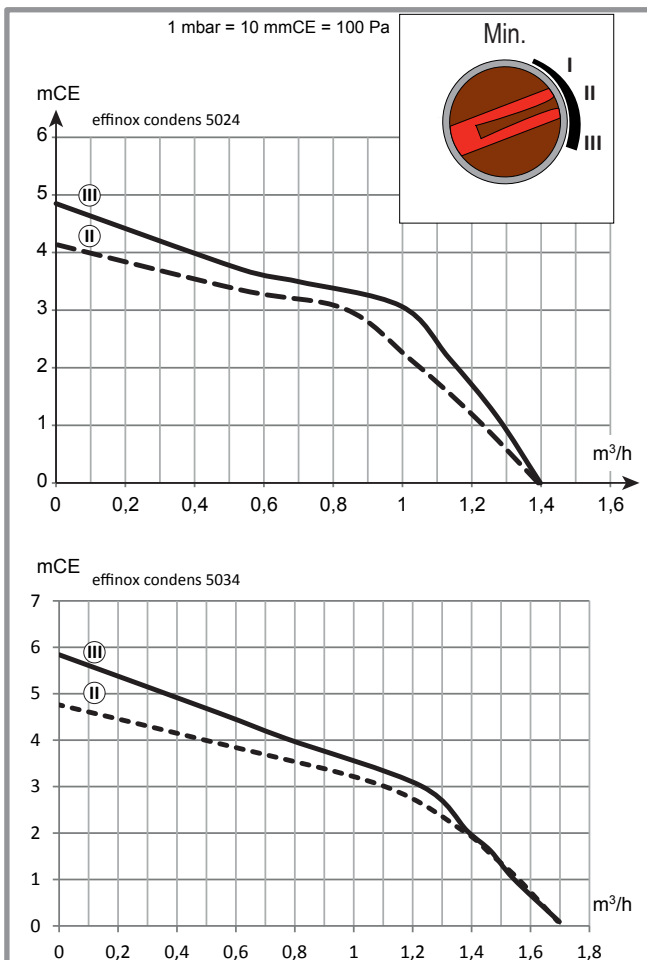 1 mbar = 10 mmCE = 100 Pa
Min.
I
II
III
mCE
effinox condens 5024
6
5
4
3
2
1
0
III
II
m³/h
0 0,2 0,4 0,6 0,8 1 1,2 1,4 1,6
mCE
effinox condens 5034
7
6
5
4
3
2
1
0
III
II
m³/h
0 0,2 0,4 0,6 0,8 1 1,2 1,4 1,6 1,8